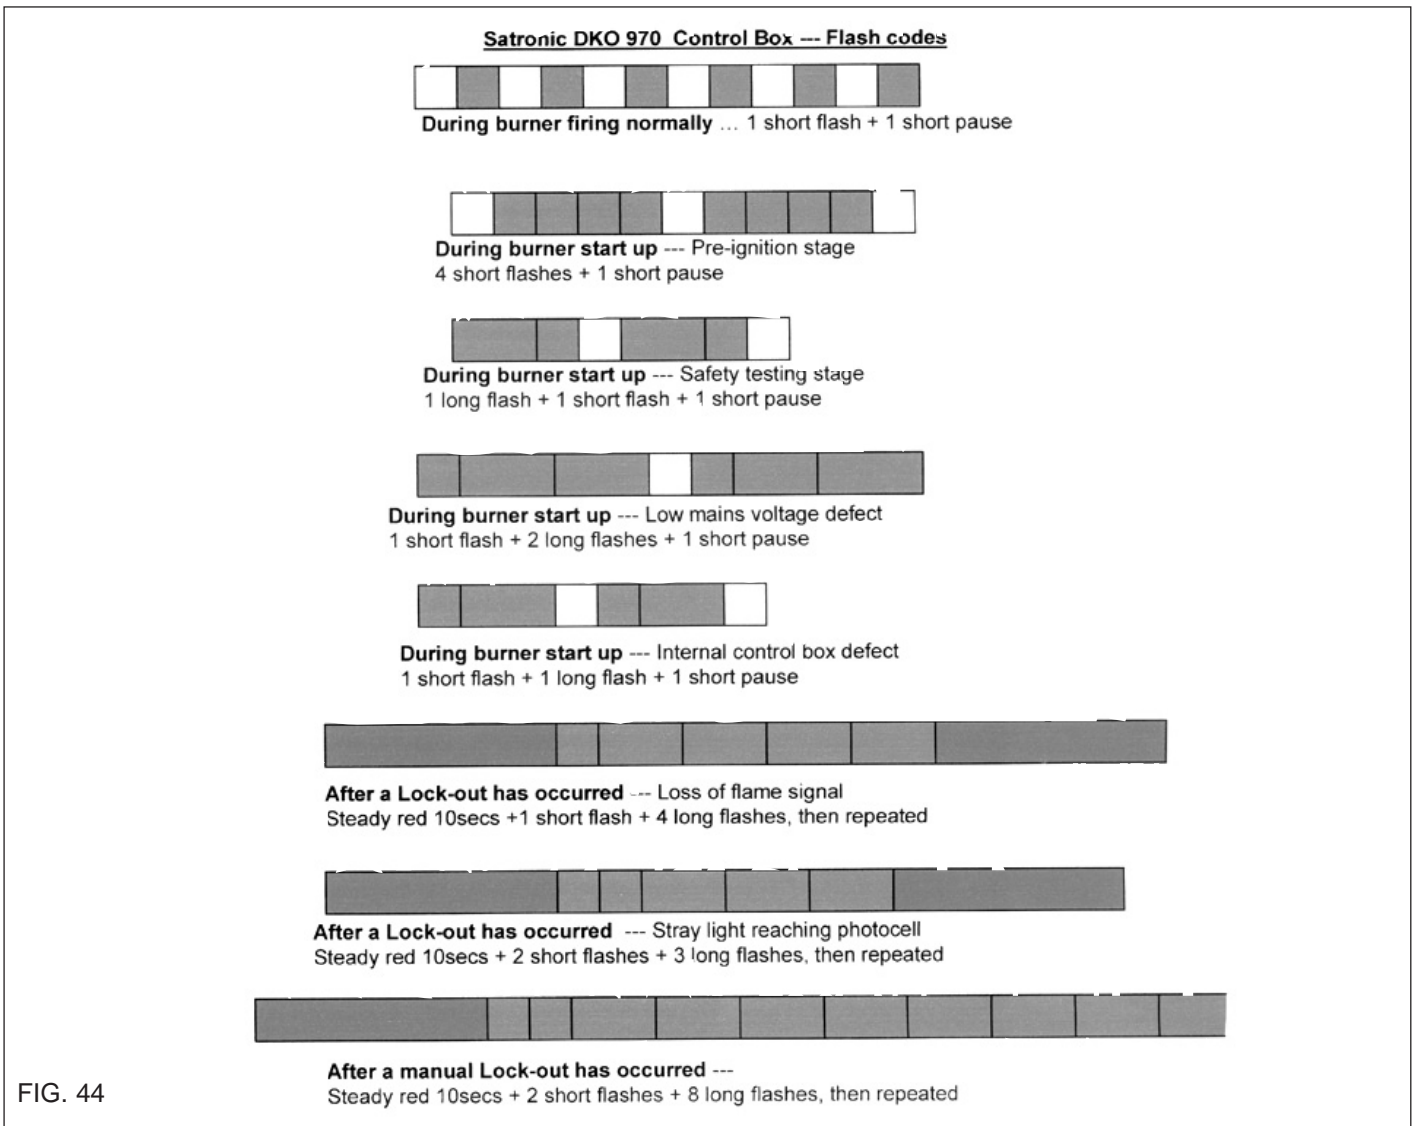 Satronic DKO 970 Control Box --- Flash codes
During burner firing normally ... 1 short flash + 1 short pause
During burner start up --- Pre-ignition stage
4 short flashes + 1 short pause
During burner start up --- Safety testing stage
1 long flash + 1 short flash + 1 short pause
During burner start up --- Low mains voltage defect
1 short flash + 2 long flashes + 1 short pause
During burner start up --- Internal control box defect
1 short flash + 1 long flash + 1 short pause
After a Lock-out has occurred --- Loss of flame signal
Steady red 10secs +1 short flash + 4 long flashes, then repeated
After a Lock-out has occurred --- Stray light reaching photocell
Steady red 10secs + 2 short flashes + 3 long flashes, then repeated
After a manual Lock-out has occurred ---
Steady red 10secs + 2 short flashes + 8 long flashes, then repeated
FIG. 44